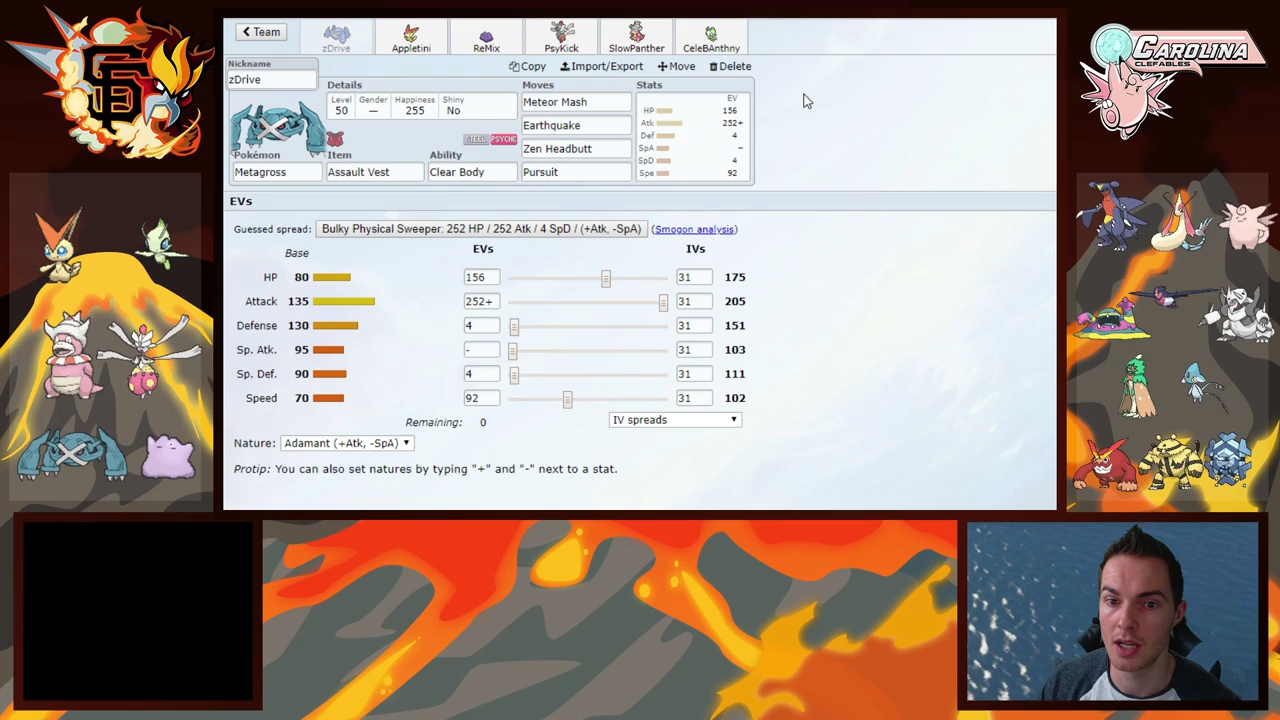 Team
zDrive
Appletini
ReMix
PsyKick
SlowPanther
CeleBAnthny
CAROLINA
CLEFABLES
SF
Copy
Import/Export
Move
Delete
Nickname
zDrive
Details
Level
50
Gender
—
Happiness
255
Shiny
No
STEEL
PSYCHC
Pokémon
Metagross
Item
Assault Vest
Ability
Clear Body
Moves
Meteor Mash
Earthquake
Zen Headbutt
Pursuit
Stats
EV
HP 156
Atk 252+
Def 4
SpA –
SpD 4
Spe 92
EVs
Guessed spread: Bulky Physical Sweeper: 252 HP / 252 Atk / 4 SpD / (+Atk, -SpA) (Smogon analysis)
Base EVs IVs
HP 80 156 31 175
Attack 135 252+ 31 205
Defense 130 4 31 151
Sp. Atk. 95 - 31 103
Sp. Def. 90 4 31 111
Speed 70 92 31 102
Remaining: 0 IV spreads
Nature: Adamant (+Atk, -SpA)
Protip: You can also set natures by typing "+" and "-" next to a stat.